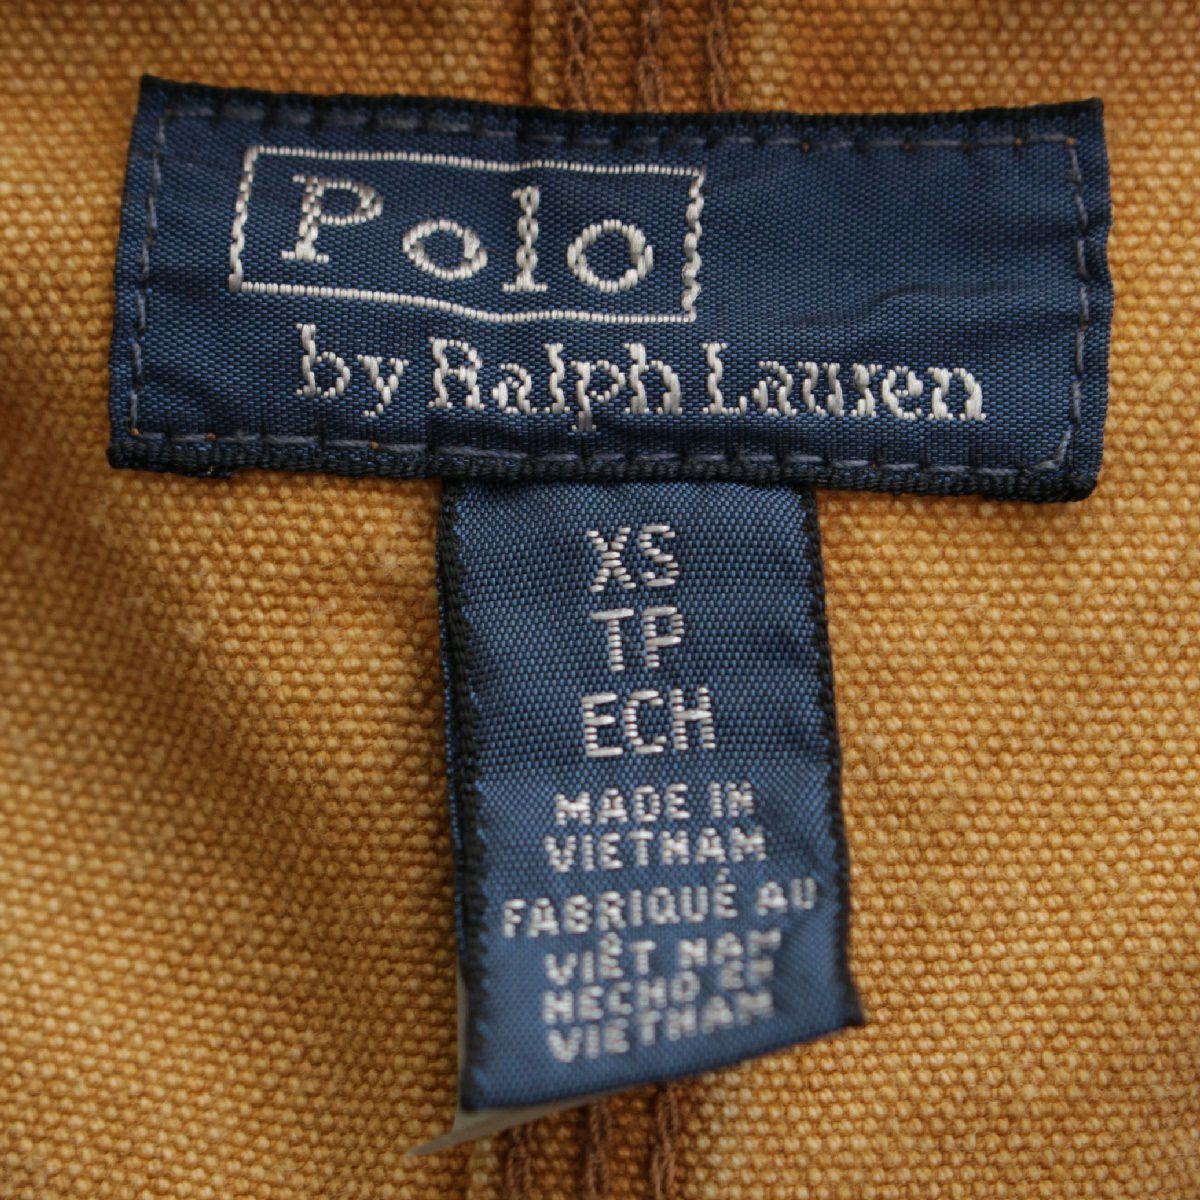 Polo
by Ralph Lauren
XS
TP
ECH
MADE IN
VIETNAM
FABRIQUÉ AU
VIÊT NAM
HECHO EN
VIETNAM